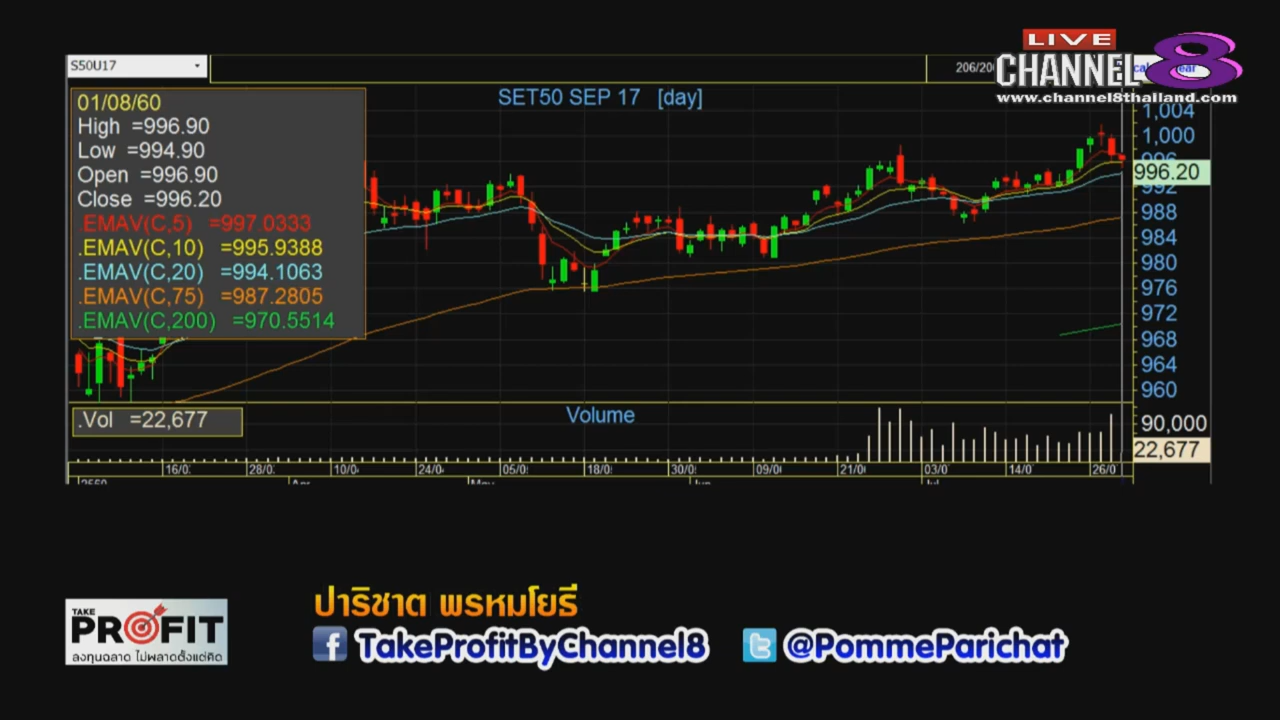 LIVE
CHANNEL 8
www.channel8thailand.com
S50U17
SET50 SEP 17 [day]
01/08/60
High =996.90
Low =994.90
Open =996.90
Close =996.20
.EMAV(C,5) =997.0333
.EMAV(C,10) =995.9388
.EMAV(C,20) =994.1063
.EMAV(C,75) =987.2805
.EMAV(C,200) =970.5514
1,004
1,000
996
996.20
992
988
984
980
976
972
968
964
960
.Vol =22,677
Volume
90,000
22,677
16/0 28/0 10/0 24/0 05/0 18/0 30/0 09/0 21/0 03/0 14/0 26/0
2560 Apr May Jun Jul
TAKE
PROFIT
ลงทุนฉลาด ไม่พลาดตั้งแต่คิด
ปาริชาต พรหมโยธี
TakeProfitByChannel8 @PommeParichat